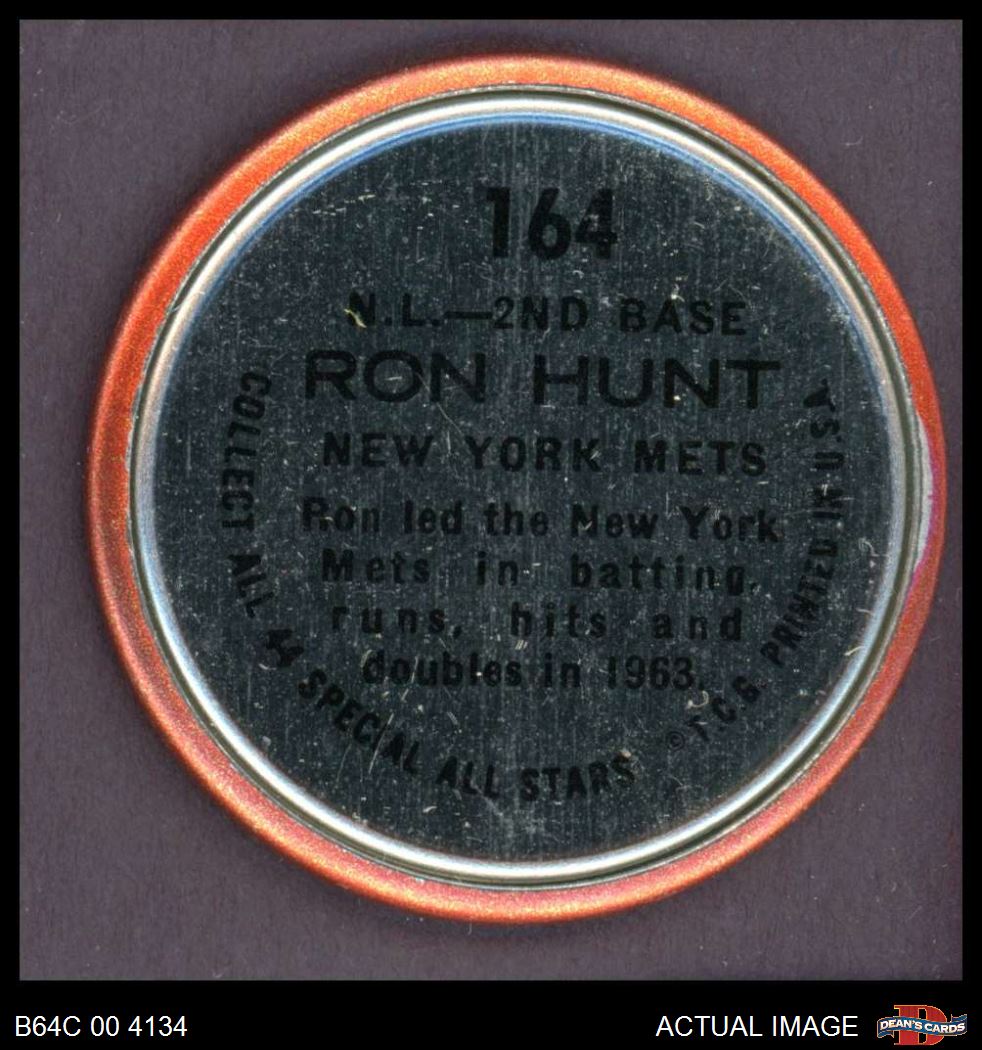 164
N.L.—2ND BASE
RON HUNT
NEW YORK METS
Ron led the New York
Mets in batting,
runs, hits and
doubles in 1963.
COLLECT ALL 44 SPECIAL ALL STARS
© T.C.G. PRINTED IN U.S.A.
B64C 00 4134
ACTUAL IMAGE
DEAN'S CARDS